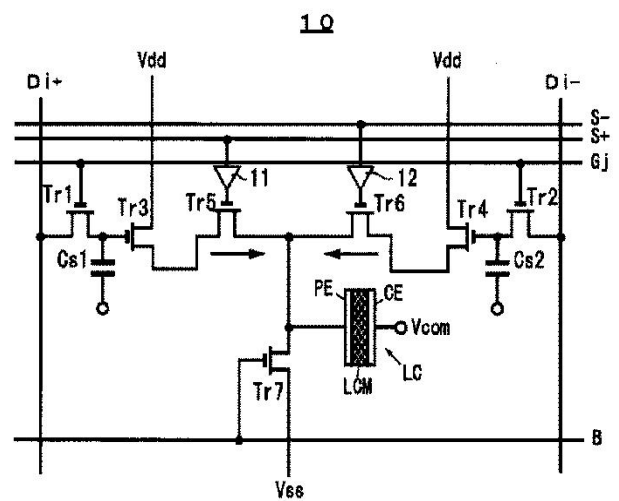 10
Vdd Vdd
Di+ Di-
S-
S+
Gj
Tr1 Tr3 11 12 Tr2
Tr5 Tr6 Tr4
Cs1 Cs2
PE CE
Vcom
LCM LC
Tr7
B
Vss